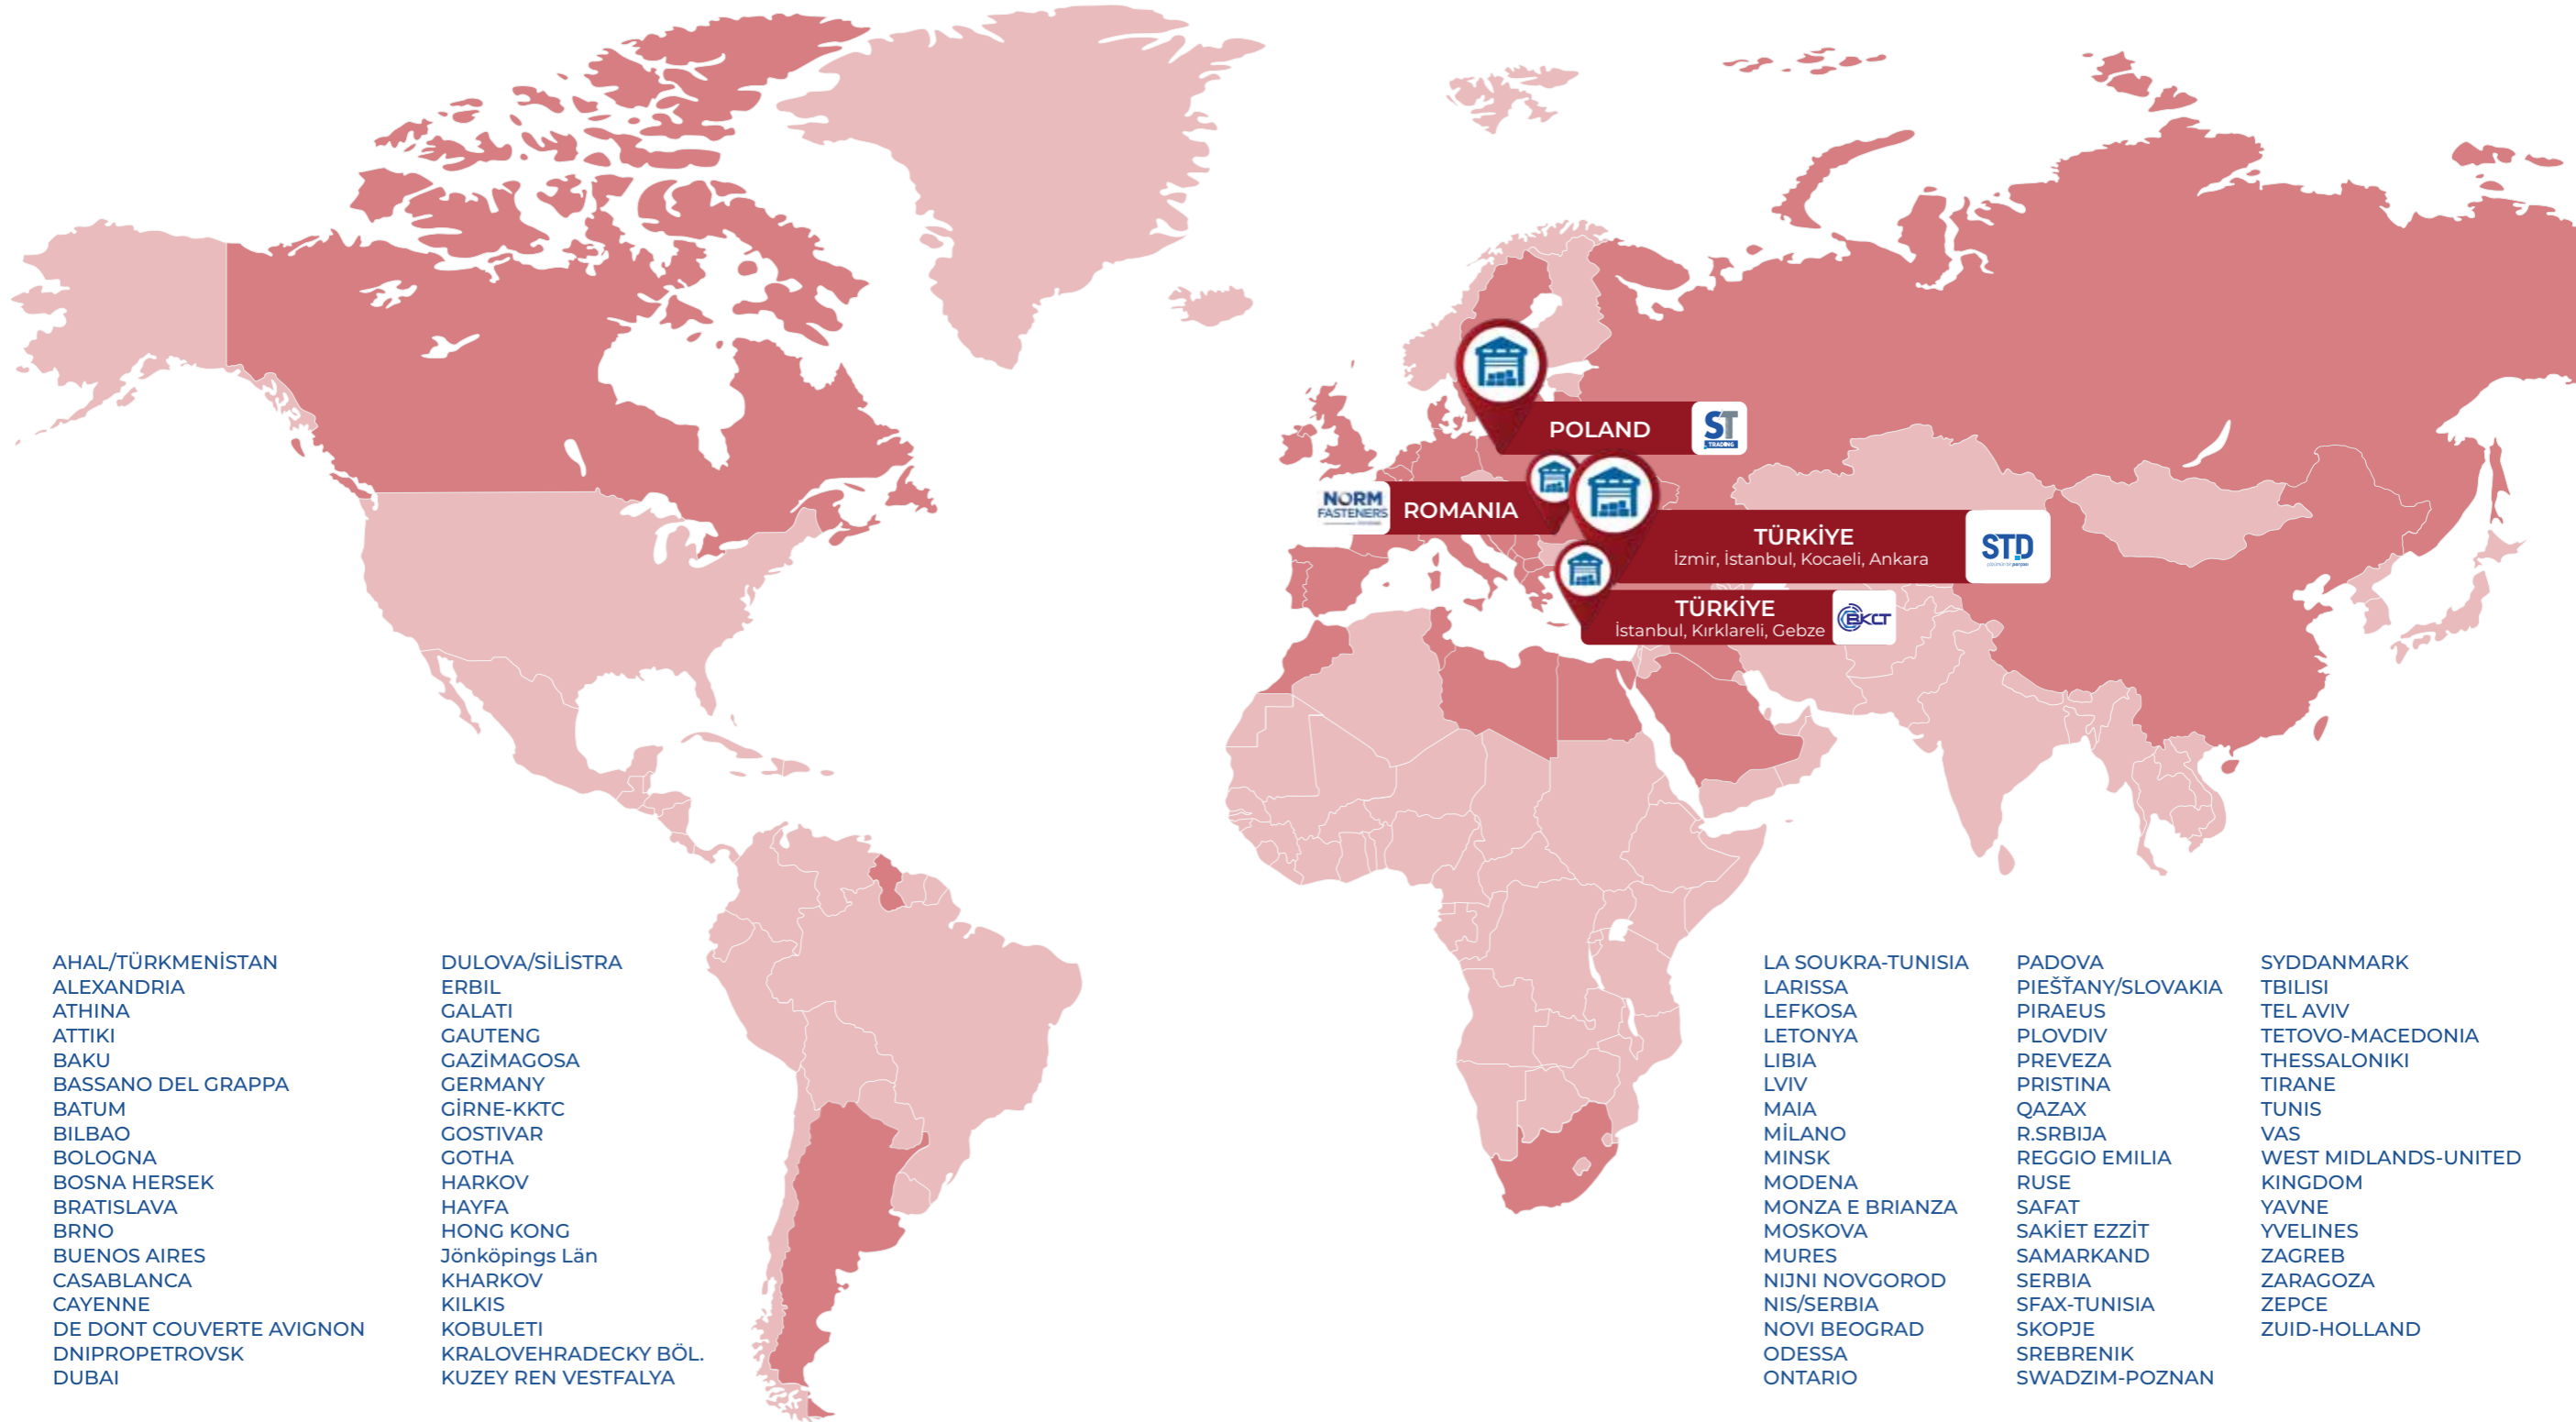 POLAND
ST
TRADING
NORM
FASTENERS
ROMANIA
TÜRKİYE
İzmir, İstanbul, Kocaeli, Ankara
STD
TÜRKİYE
İstanbul, Kırklareli, Gebze
BKCT
AHAL/TÜRKMENİSTAN
ALEXANDRIA
ATHINA
ATTIKI
BAKU
BASSANO DEL GRAPPA
BATUM
BILBAO
BOLOGNA
BOSNA HERSEK
BRATISLAVA
BRNO
BUENOS AIRES
CASABLANCA
CAYENNE
DE DONT COUVERTE AVIGNON
DNIPROPETROVSK
DUBAI
DULOVA/SİLİSTRA
ERBIL
GALATI
GAUTENG
GAZİMAGOSA
GERMANY
GİRNE-KKTC
GOSTIVAR
GOTHA
HARKOV
HAYFA
HONG KONG
Jönköpings Län
KHARKOV
KILKIS
KOBULETI
KRALOVEHRADECKY BÖL.
KUZEY REN VESTFALYA
LA SOUKRA-TUNISIA
LARISSA
LEFKOSA
LETONYA
LIBIA
LVIV
MAIA
MİLANO
MINSK
MODENA
MONZA E BRIANZA
MOSKOVA
MURES
NIJNI NOVGOROD
NIS/SERBIA
NOVI BEOGRAD
ODESSA
ONTARIO
PADOVA
PIEŠŤANY/SLOVAKIA
PIRAEUS
PLOVDIV
PREVEZA
PRISTINA
QAZAX
R.SRBIJA
REGGIO EMILIA
RUSE
SAFAT
SAKİET EZZİT
SAMARKAND
SERBIA
SFAX-TUNISIA
SKOPJE
SREBRENIK
SWADZIM-POZNAN
SYDDANMARK
TBILISI
TEL AVIV
TETOVO-MACEDONIA
THESSALONIKI
TIRANE
TUNIS
VAS
WEST MIDLANDS-UNITED
KINGDOM
YAVNE
YVELINES
ZAGREB
ZARAGOZA
ZEPCE
ZUID-HOLLAND